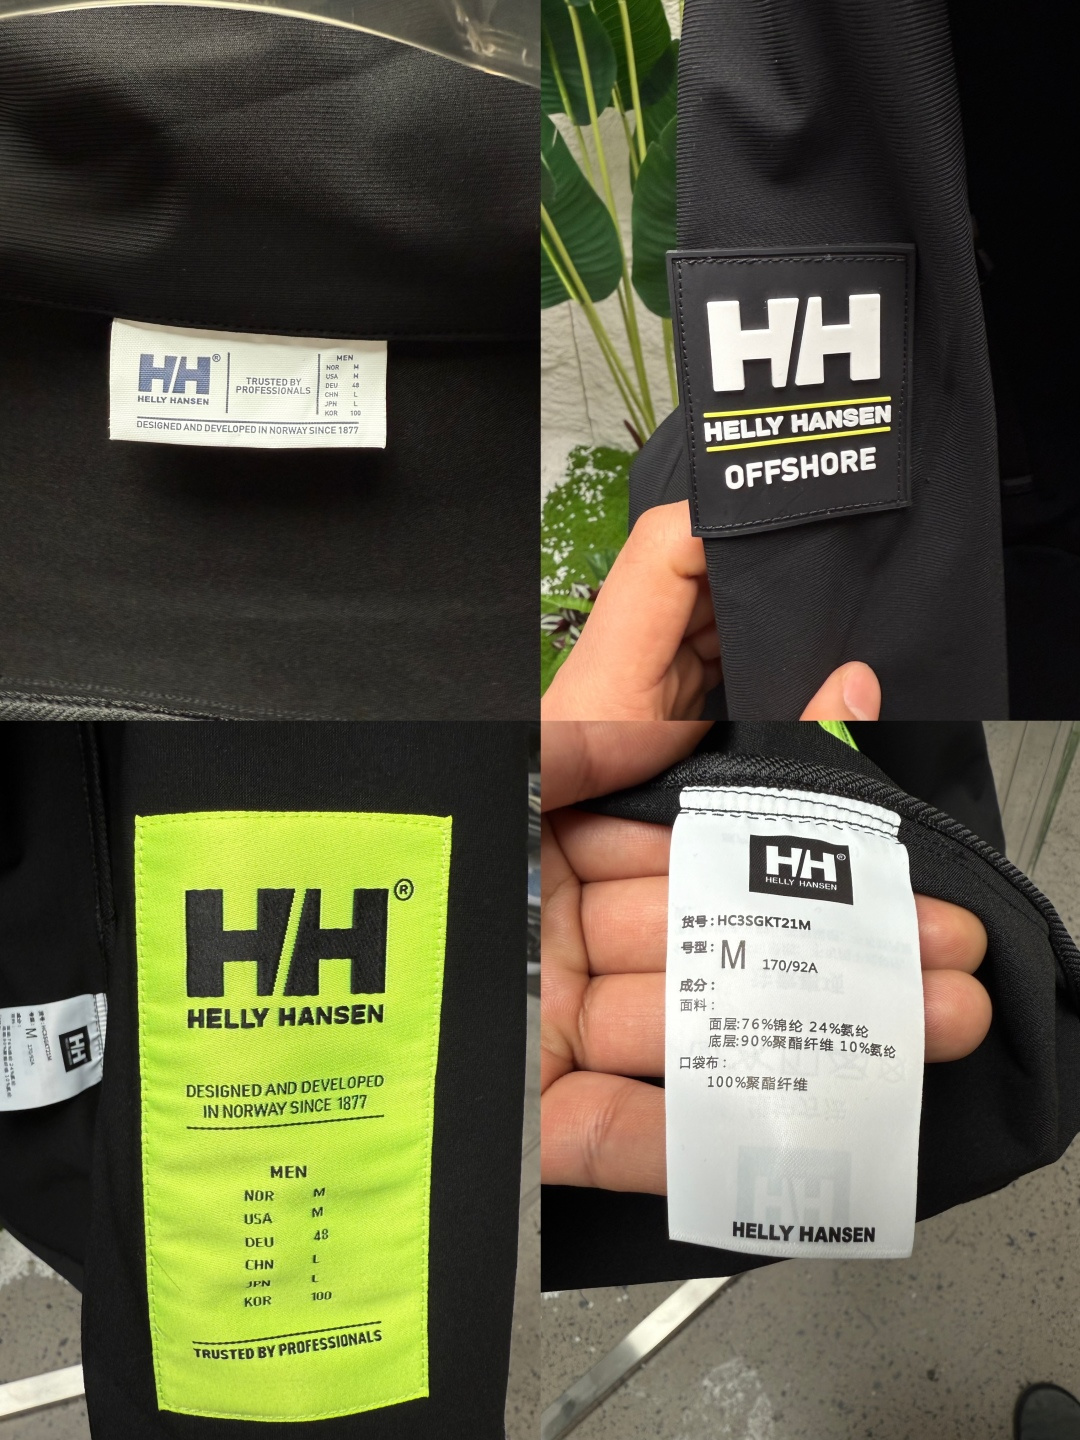 HH®
HELLY HANSEN
TRUSTED BY
PROFESSIONALS
MEN
NOR M
USA M
DEU 48
CHN L
JPN L
KOR 100
DESIGNED AND DEVELOPED IN NORWAY SINCE 1877
HH
HELLY HANSEN
OFFSHORE
HH®
HELLY HANSEN
DESIGNED AND DEVELOPED
IN NORWAY SINCE 1877
MEN
NOR M
USA M
DEU 48
CHN L
JPN L
KOR 100
TRUSTED BY PROFESSIONALS
HH
M
HH®
HELLY HANSEN
货号:HC3SGKT21M
号型: M 170/92A
成分:
面料:
面层:76%锦纶 24%氨纶
底层:90%聚酯纤维 10%氨纶
口袋布:
100%聚酯纤维
HELLY HANSEN